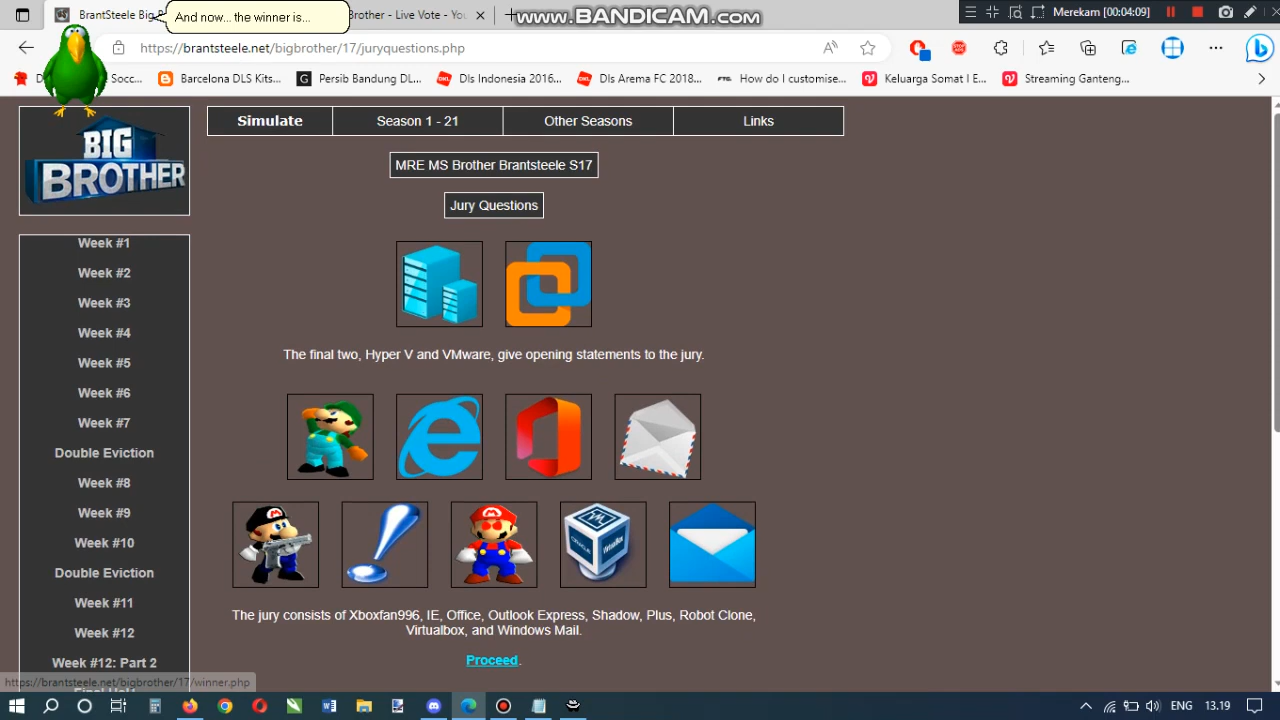 BrantSteele Big B
And now... the winner is...
Brother - Live Vote - You
www.BANDICAM.com
Merekam (00:04:09)
https://brantsteele.net/bigbrother/17/juryquestions.png
Barcelona DLS Kits...
Persib Bandung DL...
Dls Indonesia 2016...
Dls Arema FC 2018...
How do I customise...
Keluarga Somat I E...
Streaming Ganteng...
BIG
BROTHER
Simulate
Season 1 - 21
Other Seasons
Links
MRE MS Brother Brantsteele S17
Jury Questions
The final two, Hyper V and VMware, give opening statements to the jury.
The jury consists of Xboxfan996, IE, Office, Outlook Express, Shadow, Plus, Robot Clone,
Virtualbox, and Windows Mail.
Proceed.
Week #1
Week #2
Week #3
Week #4
Week #5
Week #6
Week #7
Double Eviction
Week #8
Week #9
Week #10
Double Eviction
Week #11
Week #12
Week #12: Part 2
https://brantsteele.net/bigbrother/17/winner.php
ENG
13.19